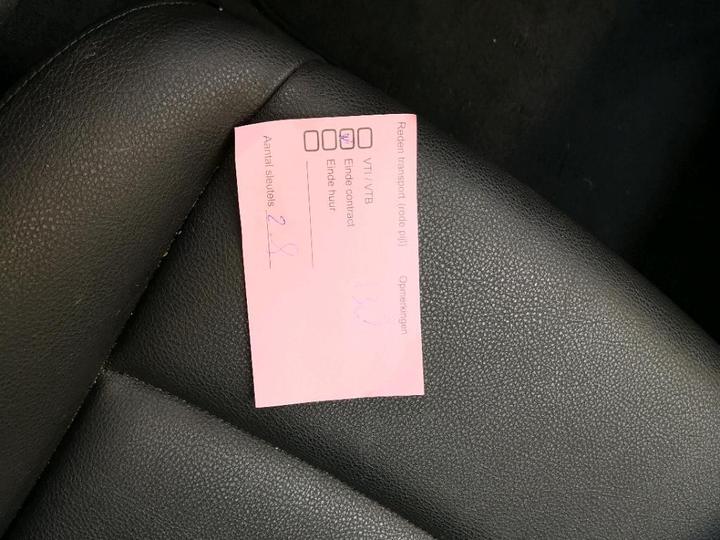 Reden transport (rode pijl) Opmerkingen
VTI / VTB
Einde contract
Einde huur
Aantal sleutels 2